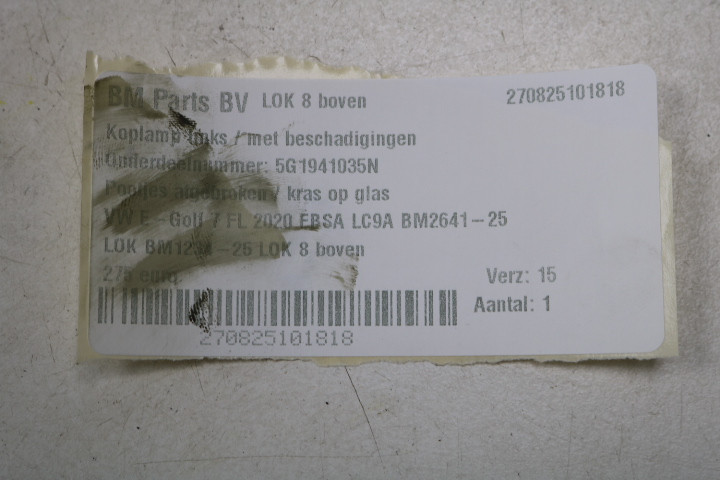 BM Parts BV LOK 8 boven 270825101818
Koplamp links / met beschadigingen
Onderdeelnummer: 5G1941035N
Pootjes afgebroken / kras op glas
VW E-Golf 7 FL 2020 EBSA LC9A BM2641-25
LOK BM1234-26 LOK 8 boven
275 euro. Verz: 15
Aantal: 1
270825101818